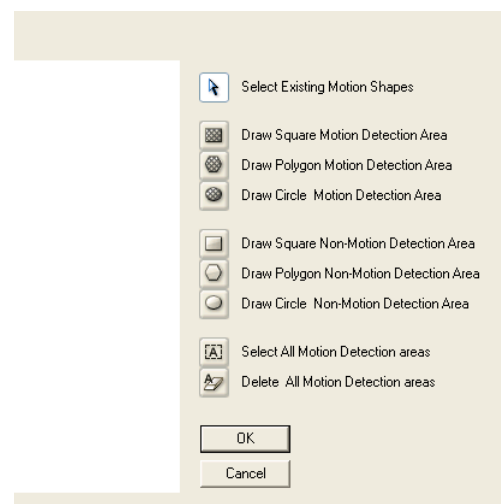 Select Existing Motion Shapes
Draw Square Motion Detection Area
Draw Polygon Motion Detection Area
Draw Circle  Motion Detection Area
Draw Square Non-Motion Detection Area
Draw Polygon Non-Motion Detection Area
Draw Circle  Non-Motion Detection Area
[A] Select All Motion Detection areas
A Delete  All Motion Detection areas
OK
Cancel